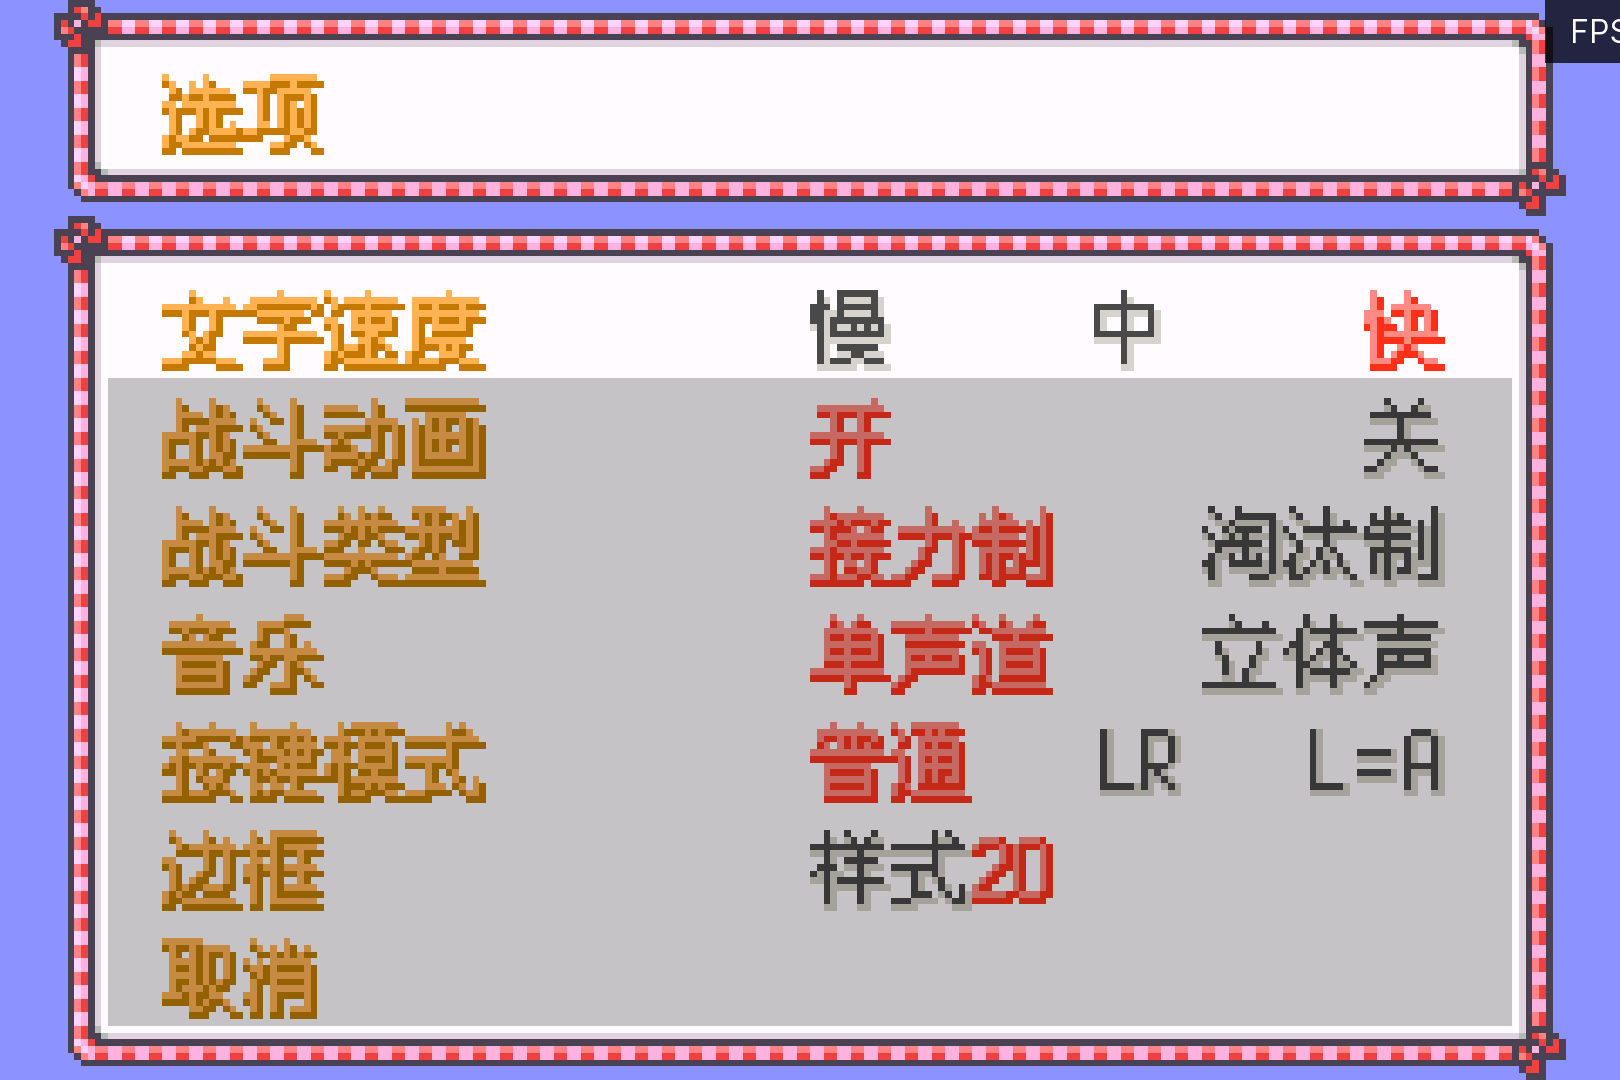 FPS
选项
文字速度 慢 中 快
战斗动画 开 关
战斗类型 接力制 淘汰制
音乐 单声道 立体声
按键模式 普通 LR L=A
边框 样式20
取消